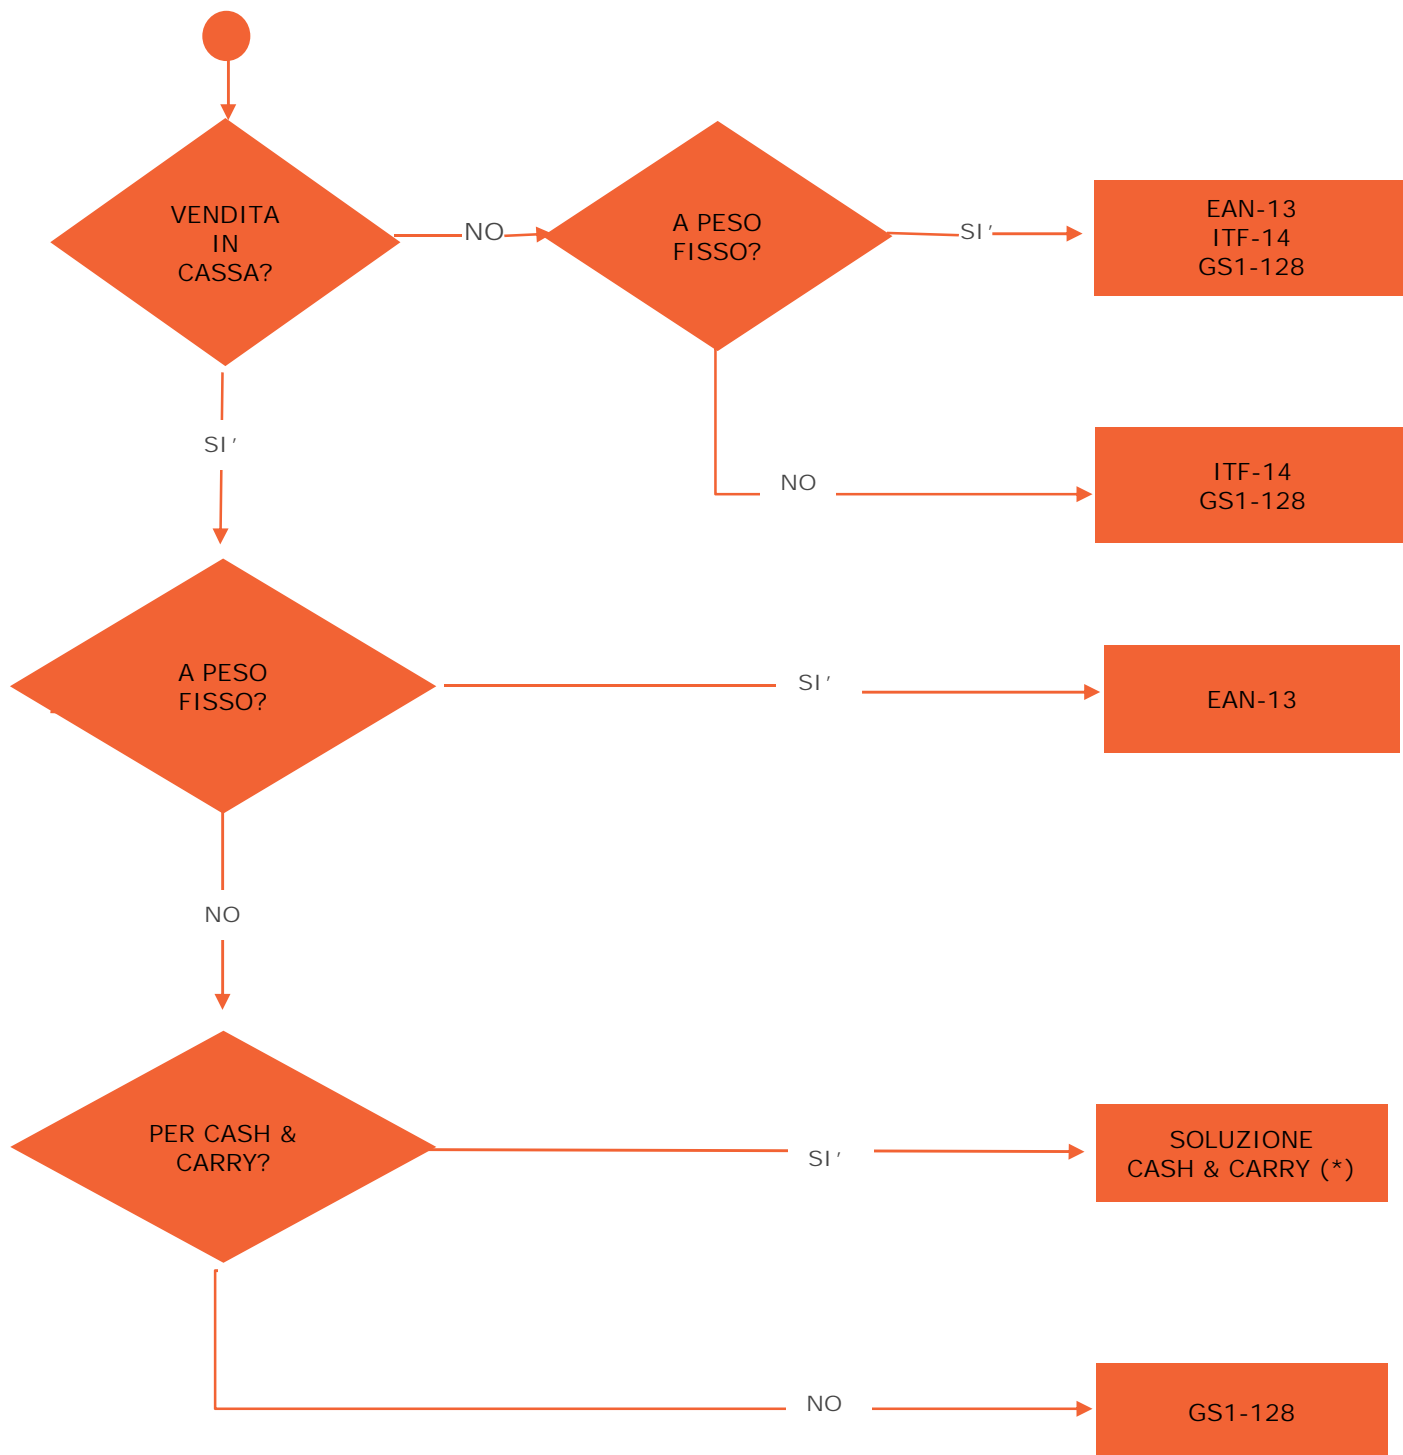 VENDITA
IN
CASSA?
NO
A PESO
FISSO?
SI'
EAN-13
ITF-14
GS1-128
SI'
NO
ITF-14
GS1-128
A PESO
FISSO?
SI'
EAN-13
NO
PER CASH &
CARRY?
SI'
SOLUZIONE
CASH & CARRY (*)
NO
GS1-128